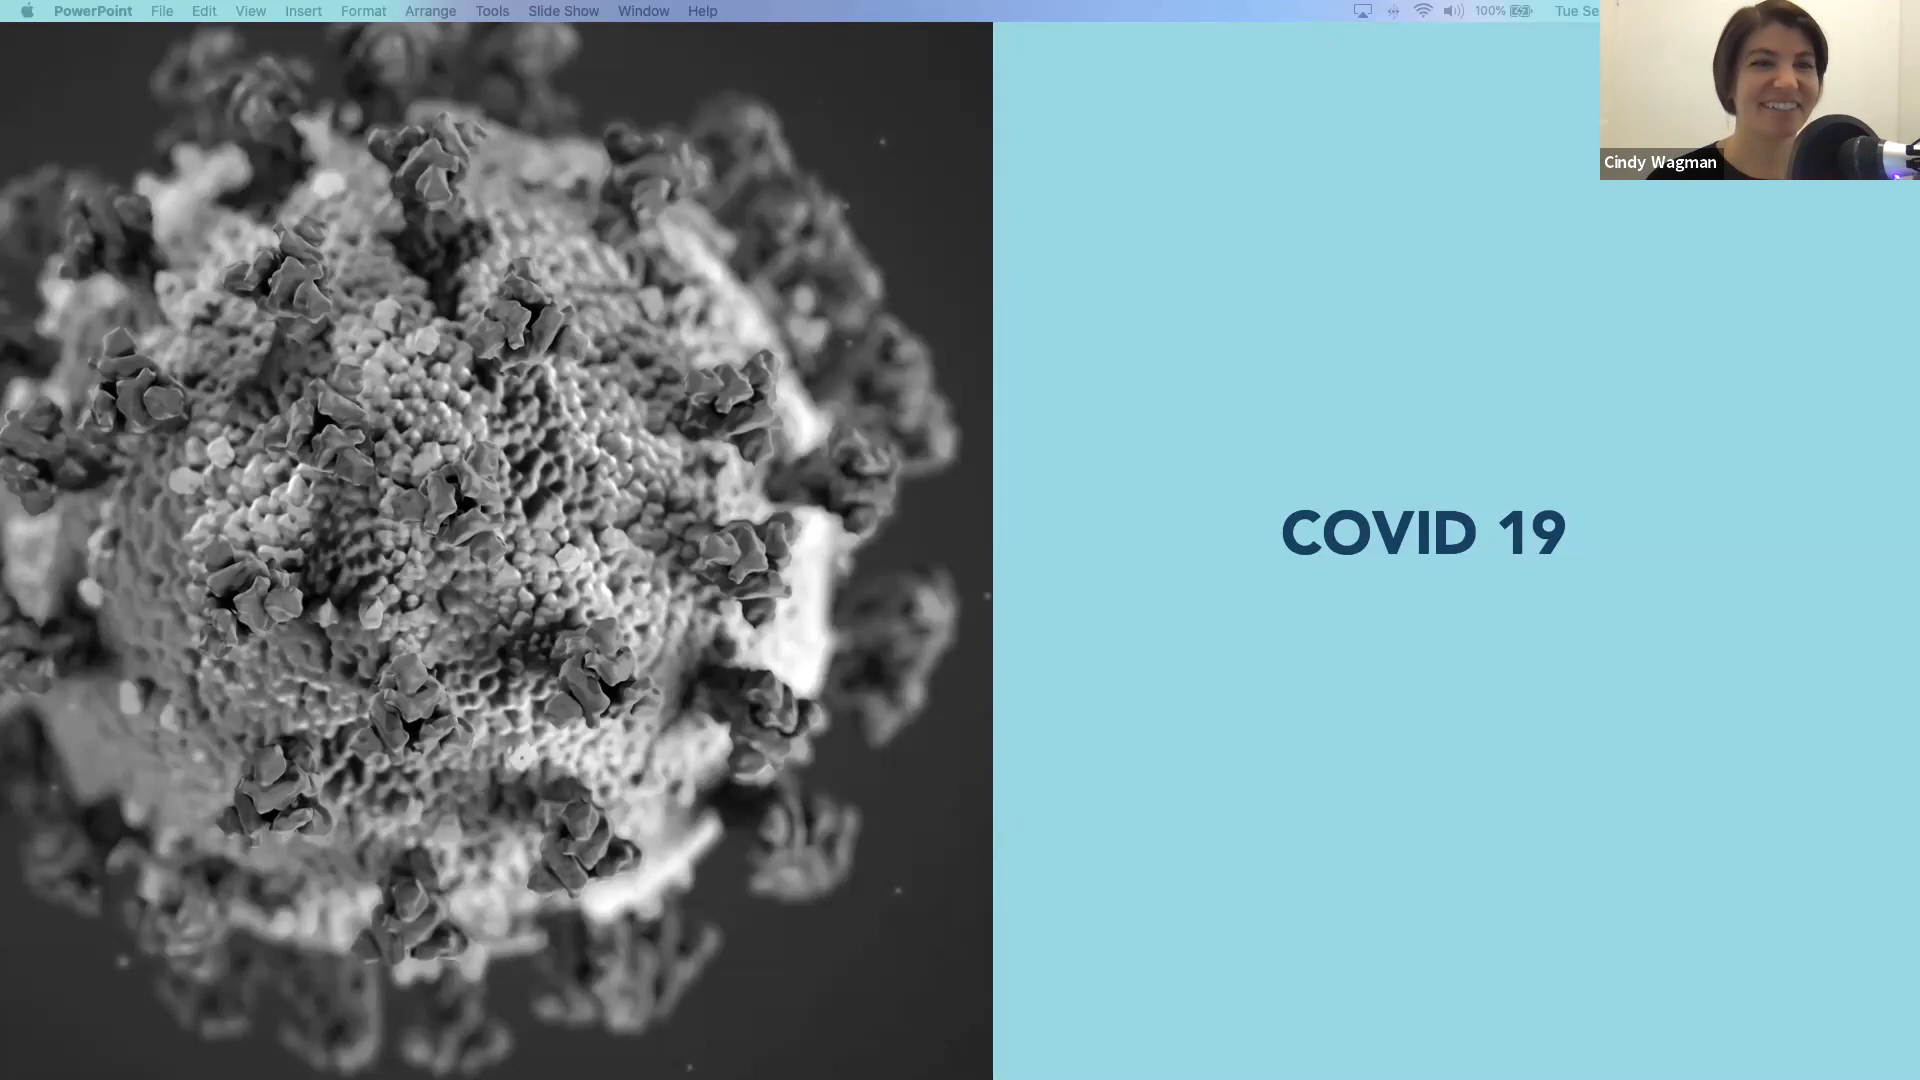 PowerPoint File Edit View Insert Format Arrange Tools Slide Show Window Help 100% Tue Se
Cindy Wagman
COVID 19